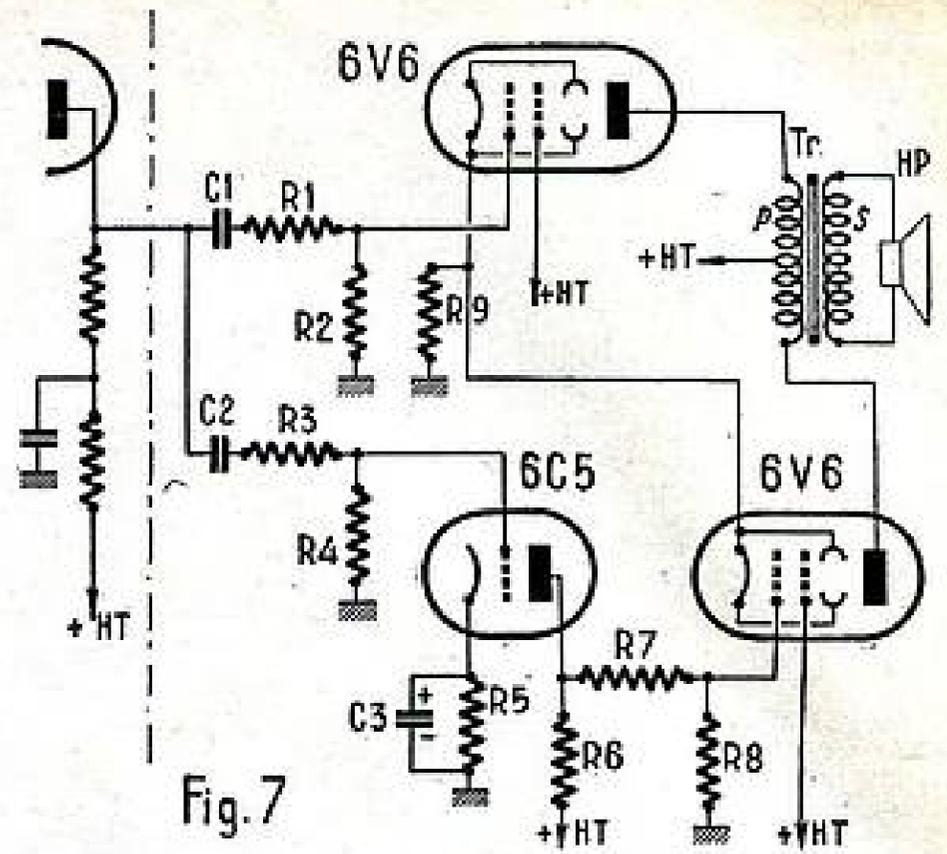 6V6
Tr.
HP
C1
R1
P
S
+HT
R2
R9
+HT
C2
R3
6C5
6V6
R4
+HT
R7
C3
+
-
R5
R6
R8
+HT
+HT
Fig.7